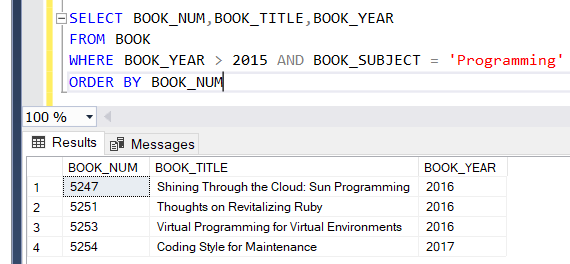 SELECT BOOK_NUM,BOOK_TITLE,BOOK_YEAR
FROM BOOK
WHERE BOOK_YEAR > 2015 AND BOOK_SUBJECT = 'Programming'
ORDER BY BOOK_NUM
100 %
Results Messages
BOOK_NUM BOOK_TITLE BOOK_YEAR
1 5247 Shining Through the Cloud: Sun Programming 2016
2 5251 Thoughts on Revitalizing Ruby 2016
3 5253 Virtual Programming for Virtual Environments 2016
4 5254 Coding Style for Maintenance 2017